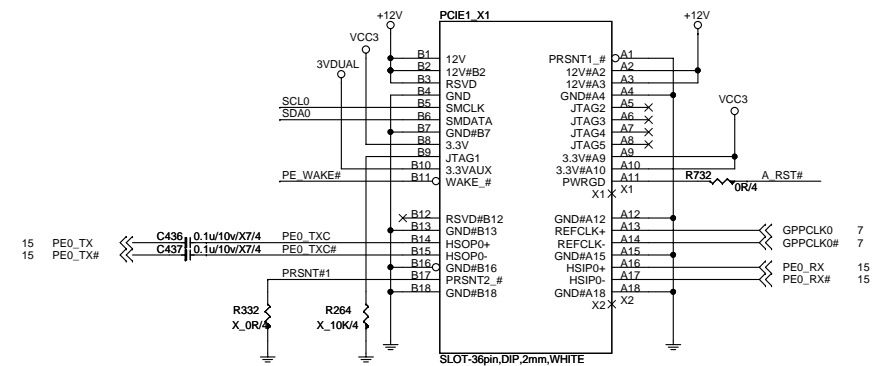 PCIE1_X1
+12V
+12V
VCC3
3VDUAL
VCC3
B1 12V PRSNT1_# A1
B2 12V#B2 12V#A2 A2
B3 RSVD 12V#A3 A3
B4 GND GND#A4 A4
SCL0 B5 SMCLK JTAG2 A5
SDA0 B6 SMDATA JTAG3 A6
B7 GND#B7 JTAG4 A7
B8 3.3V JTAG5 A8
B9 JTAG1 3.3V#A9 A9
B10 3.3VAUX 3.3V#A10 A10
PE_WAKE# B11 WAKE_# PWRGD A11 R732 0R/4 A_RST#
X1 X1
B12 RSVD#B12 GND#A12 A12
B13 GND#B13 REFCLK+ A13 GPPCLK0 7
15 PE0_TX C436 0.1u/10v/X7/4 PE0_TXC B14 HSOP0+ REFCLK- A14 GPPCLK0# 7
15 PE0_TX# C437 0.1u/10v/X7/4 PE0_TXC# B15 HSOP0- GND#A15 A15
B16 GND#B16 HSIP0+ A16 PE0_RX 15
PRSNT#1 B17 PRSNT2_# HSIP0- A17 PE0_RX# 15
B18 GND#B18 GND#A18 A18
X2 X2
R332
X_0R/4
R264
X_10K/4
SLOT-36pin,DIP,2mm,WHITE